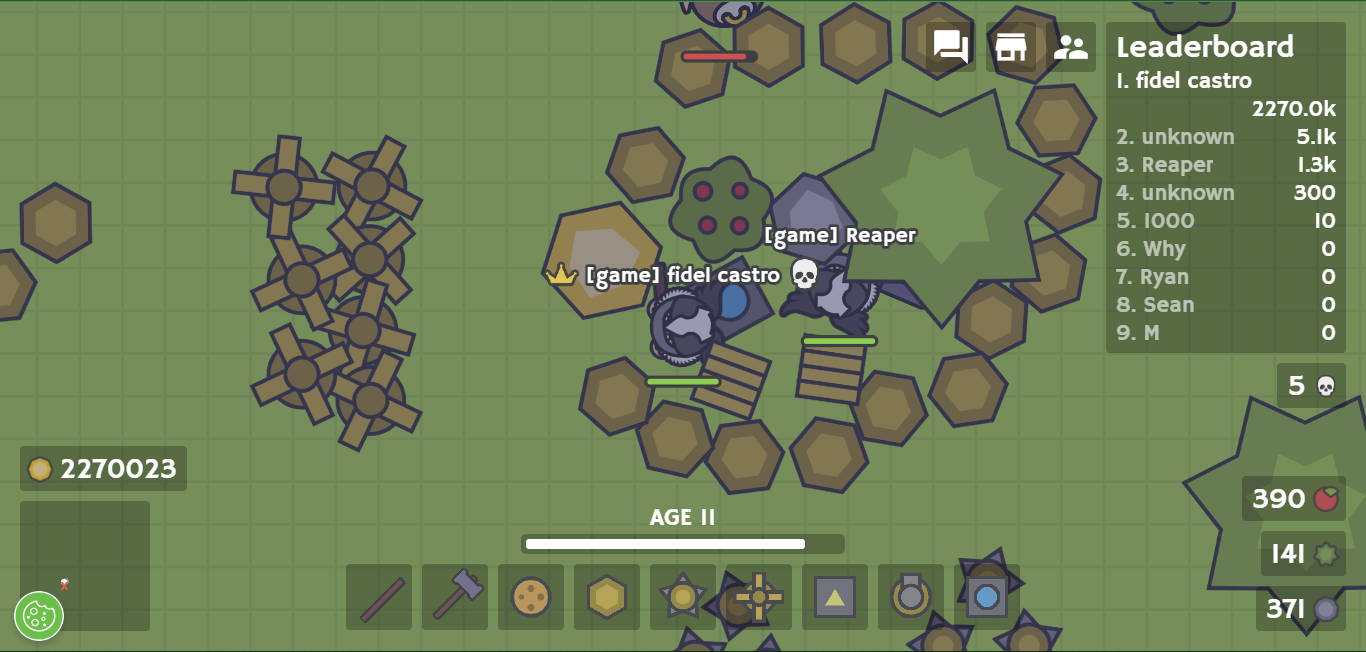 Leaderboard
1. fidel castro
2270.0k
2. unknown 5.1k
3. Reaper 1.3k
4. unknown 300
5. 1000 10
6. Why 0
7. Ryan 0
8. Sean 0
9. M 0
[game] Reaper
[game] fidel castro
5
2270023
390
141
371
AGE 11